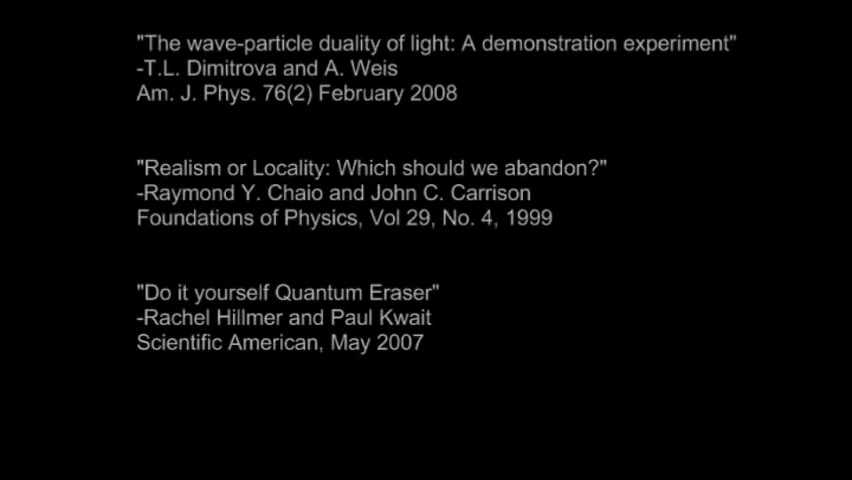 "The wave-particle duality of light: A demonstration experiment"
-T.L. Dimitrova and A. Weis
Am. J. Phys. 76(2) February 2008
"Realism or Locality: Which should we abandon?"
-Raymond Y. Chaio and John C. Carrison
Foundations of Physics, Vol 29, No. 4, 1999
"Do it yourself Quantum Eraser"
-Rachel Hillmer and Paul Kwait
Scientific American, May 2007